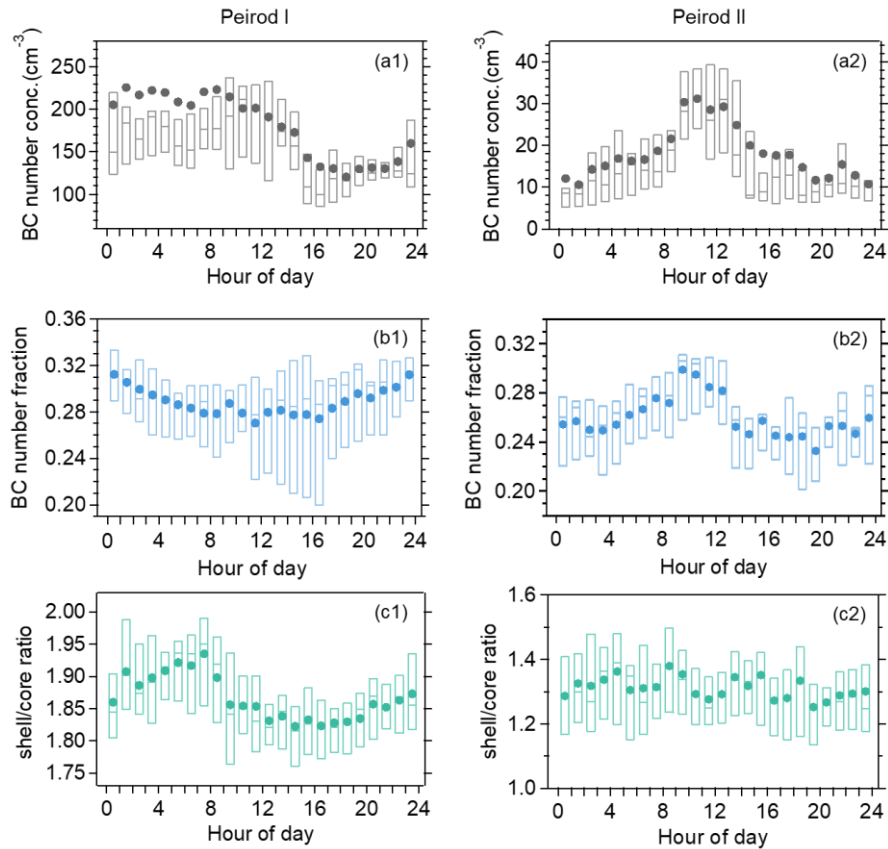 Peirod I
Peirod II
(a1)
BC number conc.(cm⁻³)
250
200
150
100
0 4 8 12 16 20 24
Hour of day
(a2)
BC number conc.(cm⁻³)
40
30
20
10
0
0 4 8 12 16 20 24
Hour of day
(b1)
BC number fraction
0.36
0.32
0.28
0.24
0.20
0 4 8 12 16 20 24
Hour of day
(b2)
BC number fraction
0.32
0.28
0.24
0.20
0 4 8 12 16 20 24
Hour of day
(c1)
shell/core ratio
2.00
1.95
1.90
1.85
1.80
1.75
0 4 8 12 16 20 24
Hour of day
(c2)
shell/core ratio
1.6
1.4
1.2
1.0
0 4 8 12 16 20 24
Hour of day